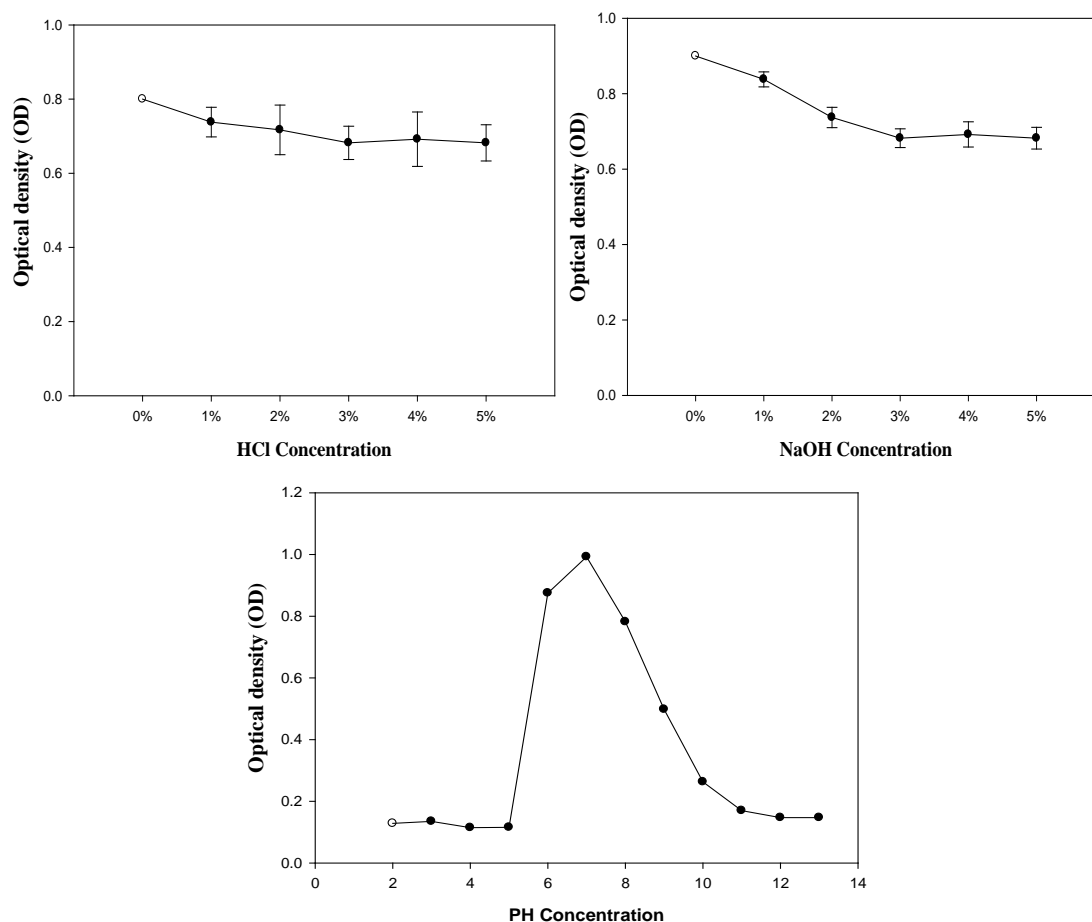 1.0
0.8
0.6
0.4
0.2
0.0
Optical density (OD)
0% 1% 2% 3% 4% 5%
HCl Concentration
1.0
0.8
0.6
0.4
0.2
0.0
Optical density (OD)
0% 1% 2% 3% 4% 5%
NaOH Concentration
1.2
1.0
0.8
0.6
0.4
0.2
0.0
Optical density (OD)
0 2 4 6 8 10 12 14
PH Concentration